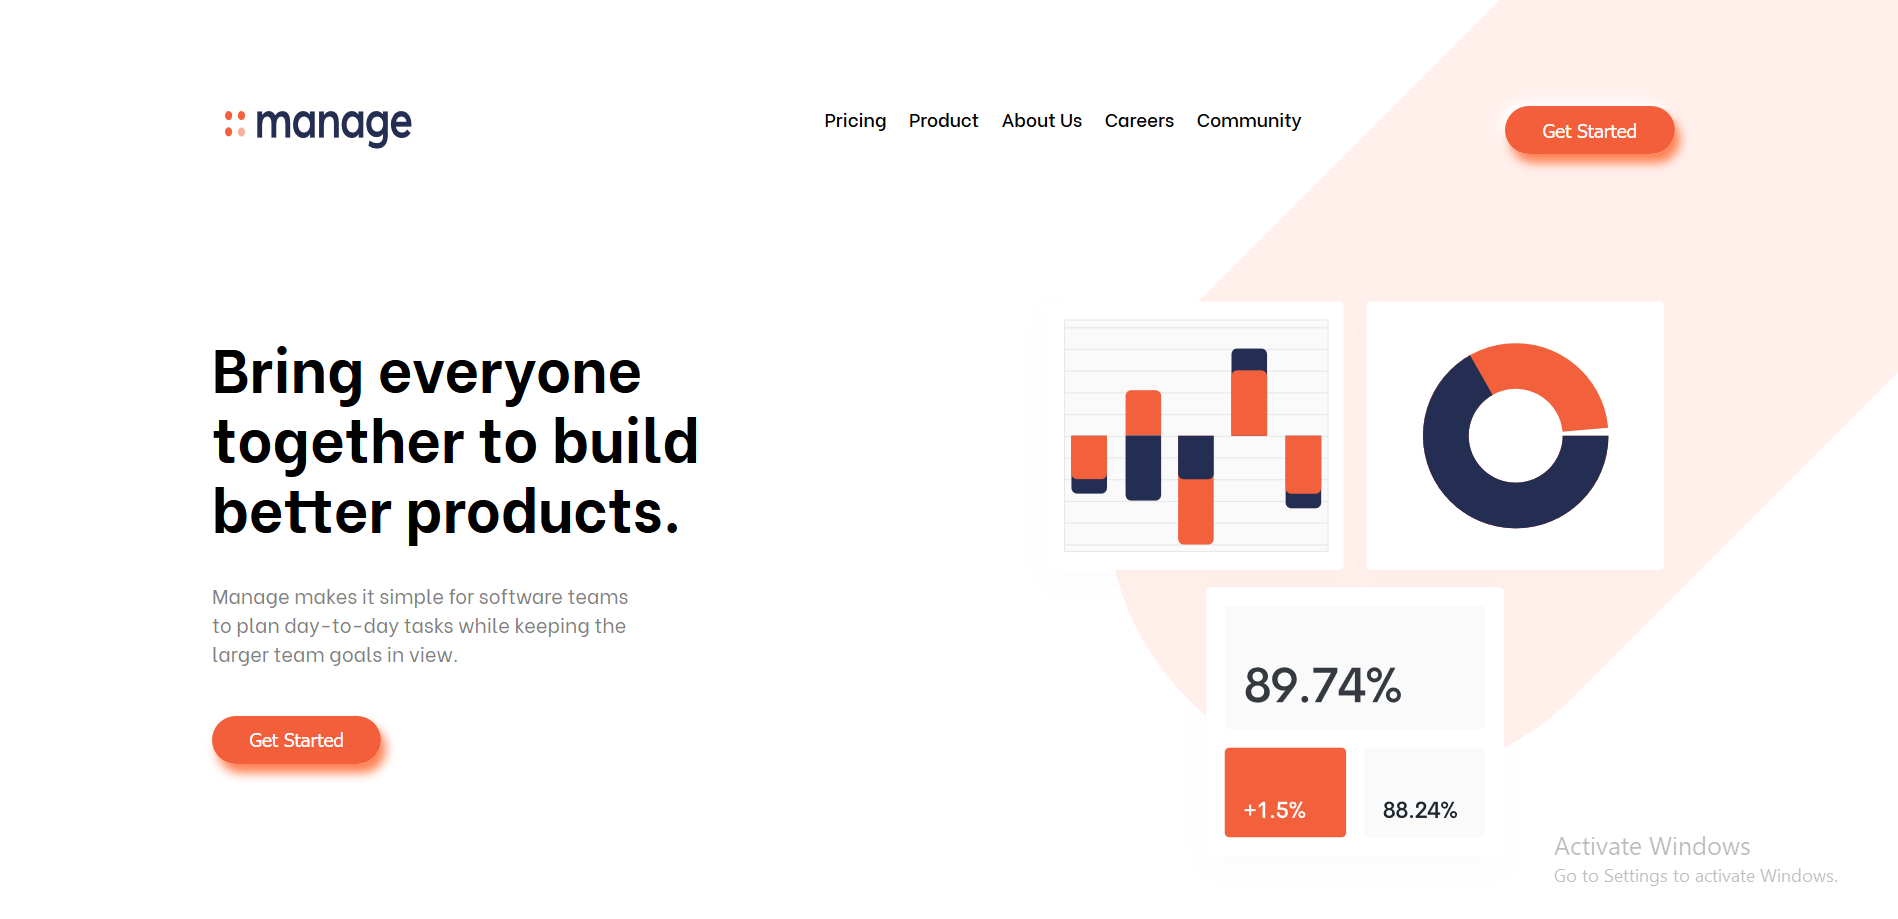 manage
Pricing Product About Us Careers Community
Get Started
Bring everyone
together to build
better products.
Manage makes it simple for software teams
to plan day-to-day tasks while keeping the
larger team goals in view.
Get Started
89.74%
+1.5%
88.24%
Activate Windows
Go to Settings to activate Windows.